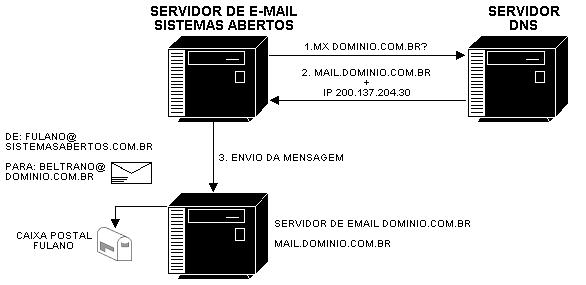 SERVIDOR DE E-MAIL
SISTEMAS ABERTOS
SERVIDOR
DNS
1.MX DOMINIO.COM.BR?
2. MAIL.DOMINIO.COM.BR
+
IP 200.137.204.30
DE: FULANO@
SISTEMASABERTOS.COM.BR
PARA: BELTRANO@
DOMINIO.COM.BR
3. ENVIO DA MENSAGEM
SERVIDOR DE EMAIL DOMINIO.COM.BR
MAIL.DOMINIO.COM.BR
CAIXA POSTAL
FULANO